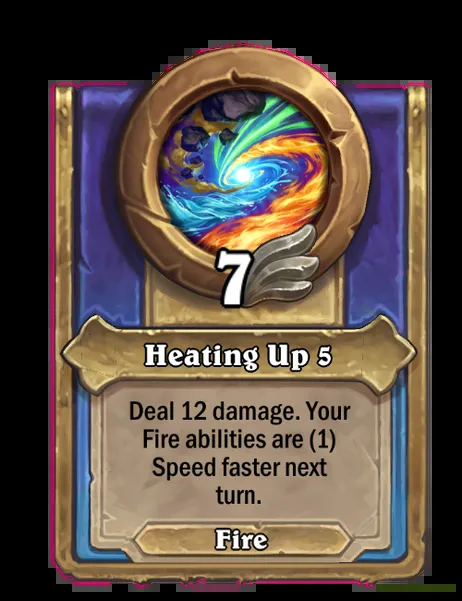 7
Heating Up 5
Deal 12 damage. Your
Fire abilities are (1)
Speed faster next
turn.
Fire